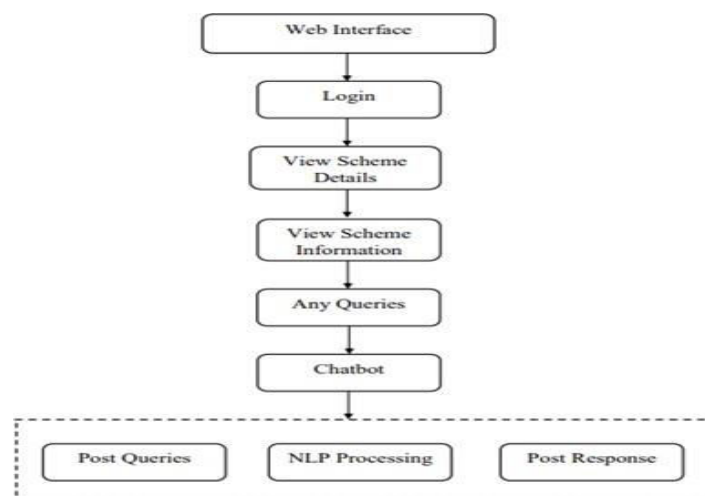 Web Interface
Login
View Scheme
Details
View Scheme
Information
Any Queries
Chatbot
Post Queries
NLP Processing
Post Response